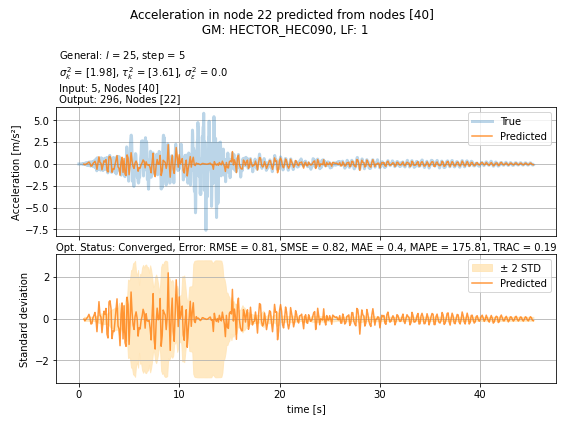 Acceleration in node 22 predicted from nodes [40]
GM: HECTOR_HEC090, LF: 1
General: l = 25, step = 5
σ²ₖ = [1.98], τ²ₖ = [3.61], σ²ε = 0.0
Input: 5, Nodes [40]
Output: 296, Nodes [22]
Acceleration [m/s²]
5.0
2.5
0.0
−2.5
−5.0
−7.5
True
Predicted
Opt. Status: Converged, Error: RMSE = 0.81, SMSE = 0.82, MAE = 0.4, MAPE = 175.81, TRAC = 0.19
Standard deviation
2
0
−2
± 2 STD
Predicted
0
10
20
30
40
time [s]